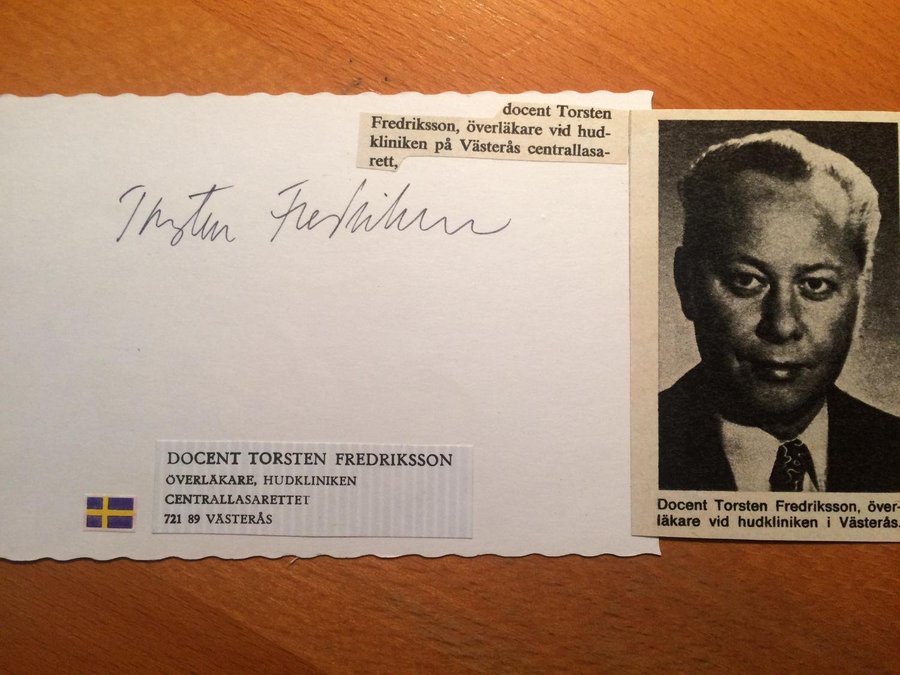 docent Torsten
Fredriksson, överläkare vid hud-
kliniken på Västerås centrallasa-
rett,
Torsten Fredriksson
DOCENT TORSTEN FREDRIKSSON
ÖVERLÄKARE, HUDKLINIKEN
CENTRALLASARETTET
721 89 VÄSTERÅS
Docent Torsten Fredriksson, över-
läkare vid hudkliniken i Västerås.